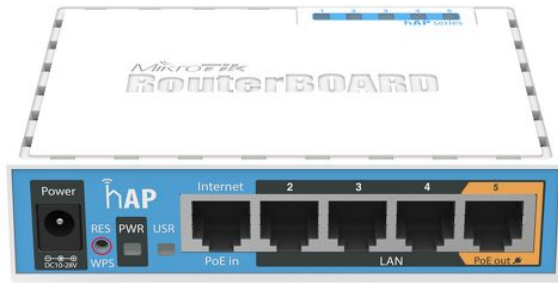 1 2 3 4 5
hAP series
MikroTik
RouterBOARD
Power
hAP
Internet
2
3
4
5
RES
PWR
USR
DC10-28V
WPS
PoE in
LAN
PoE out